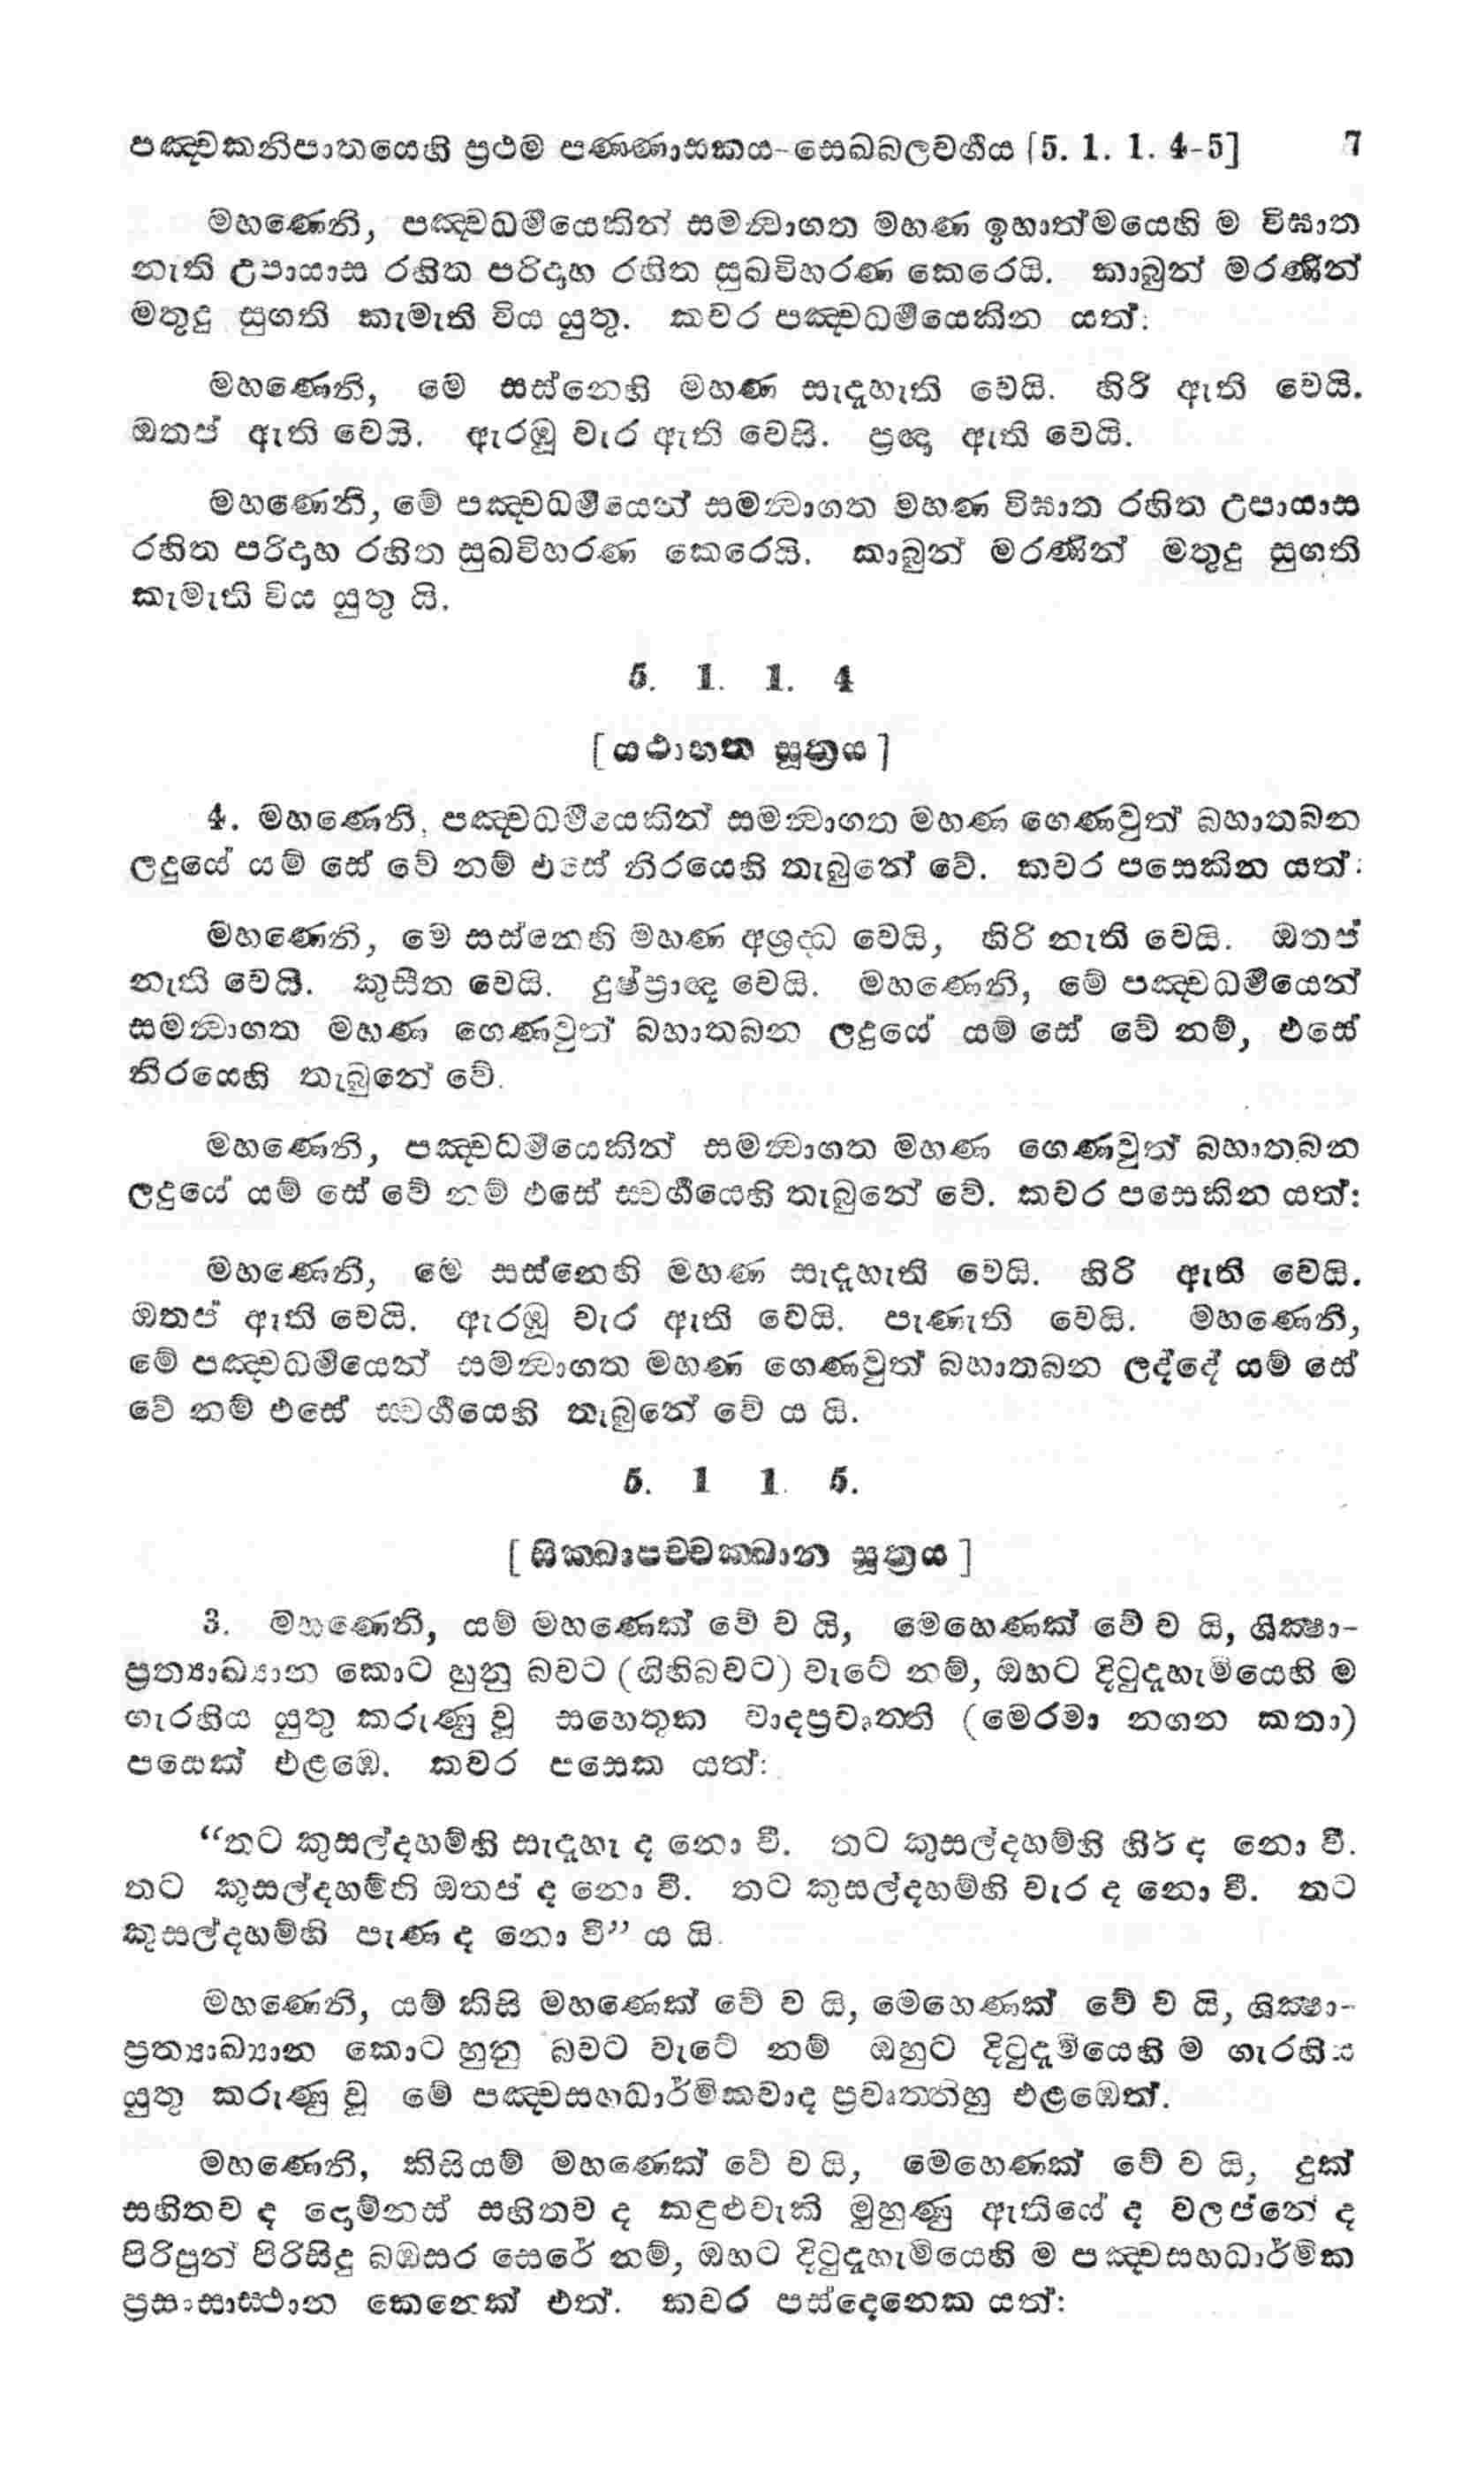 පඤ්චකනිපාතයෙහි ප්‍රථම පණ්ණාසකය-සෙඛබලවර්‍ගය [5. 1. 1. 4-5] 7
මහණෙනි, පඤ්චධර්‍මයෙකින් සමන්‍වාගත මහණ ඉහාත්මයෙහි ම විඝාත
නැති උපායාස රහිත පරිදාහ රහිත සුඛවිහරණ කෙරෙයි. කාබුන් මරණින්
මතුදු සුගති කැමැති විය යුතු. කවර පඤ්චධර්‍මයෙකින යත්:
මහණෙනි, මෙ සස්නෙහි මහණ සැදැහැති වෙයි. හිරි ඇති වෙයි.
ඔතප් ඇති වෙයි. ඇරඹූ වැර ඇති වෙයි. ප්‍රඥා ඇති වෙයි.
මහණෙනි, මේ පඤ්චධර්‍මයෙන් සමන්‍වාගත මහණ විඝාත රහිත උපායාස
රහිත පරිදාහ රහිත සුඛවිහරණ කෙරෙයි. කාබුන් මරණින් මතුදු සුගති
කැමැති විය යුතු යි.
5. 1. 1. 4
[යථාභත සූත්‍රය]
4. මහණෙනි, පඤ්චධර්‍මයෙකින් සමන්‍වාගත මහණ ගෙණවුත් බහාතබන
ලදුයේ යම් සේ වේ නම් එසේ නිරයෙහි තැබුනේ වේ. කවර පසෙකින යත්:
මහණෙනි, මෙ සස්නෙහි මහණ අශ්‍රද්ධ වෙයි, හිරි නැති වෙයි. ඔතප්
නැති වෙයි. කුසීත වෙයි. දුෂ්ප්‍රාඥ වෙයි. මහණෙනි, මේ පඤ්චධර්‍මයෙන්
සමන්‍වාගත මහණ ගෙණවුත් බහාතබන ලදුයේ යම් සේ වේ නම්, එසේ
නිරයෙහි තැබුනේ වේ.
මහණෙනි, පඤ්චධර්‍මයෙකින් සමන්‍වාගත මහණ ගෙණවුත් බහාතබන
ලදුයේ යම් සේ වේ නම් එසේ ස්වර්‍ගයෙහි තැබුනේ වේ. කවර පසෙකින යත්:
මහණෙනි, මෙ සස්නෙහි මහණ සැදැහැති වෙයි. හිරි ඇති වෙයි.
ඔතප් ඇති වෙයි. ඇරඹූ වැර ඇති වෙයි. පැණැති වෙයි. මහණෙනි,
මේ පඤ්චධර්‍මයෙන් සමන්‍වාගත මහණ ගෙණවුත් බහාතබන ලද්දේ යම් සේ
වේ නම් එසේ ස්වර්‍ගයෙහි තැබුනේ වේ ය යි.
5. 1 1. 5.
[සික්ඛාපච්චක්ඛාන සූත්‍රය]
3. මහණෙනි, යම් මහණෙක් වේ ව යි, මෙහෙණක් වේ ව යි, ශික්‍ෂා-
ප්‍රත්‍යාඛ්‍යාන කොට හුනු බවට (ගිහිබවට) වැටේ නම්, ඔහට දිටුදැහැමියෙහි ම
ගැරහිය යුතු කරුණු වූ සහෙතුක වාදප්‍රවෘත්ති (මෙරමා නගන කතා)
පසෙක් එළඹෙ. කවර පසෙක යත්:
“තට කුසල්දහම්හි සැදැහැ ද නො වී. තට කුසල්දහම්හි හිරි ද නො වී.
තට කුසල්දහම්හි ඔතප් ද නො වී. තට කුසල්දහම්හි වැර ද නො වී. තට
කුසල්දහම්හි පැණ ද නො වී” ය යි.
මහණෙනි, යම් කිසි මහණෙක් වේ ව යි, මෙහෙණක් වේ ව යි, ශික්‍ෂා-
ප්‍රත්‍යාඛ්‍යාන කොට හුනු බවට වැටේ නම් ඔහුට දිටුදැමියෙහි ම ගැරහිය
යුතු කරුණු වූ මේ පඤ්චසහධාර්මිකවාද ප්‍රවෘත්තිහු එළඹෙත්.
මහණෙනි, කිසියම් මහණෙක් වේ ව යි, මෙහෙණක් වේ ව යි, දුක්
සහිතව ද දොම්නස් සහිතව ද කඳුළුවැකි මුහුණු ඇතියේ ද වලප්නේ ද
පිරිපුන් පිරිසිදු බඹසර සෙරේ නම්, ඔහට දිටුදැහැමියෙහි ම පඤ්චසහධාර්මික
ප්‍රසංසාස්ථාන කෙනෙක් එත්. කවර පස්දෙනෙක යත්: